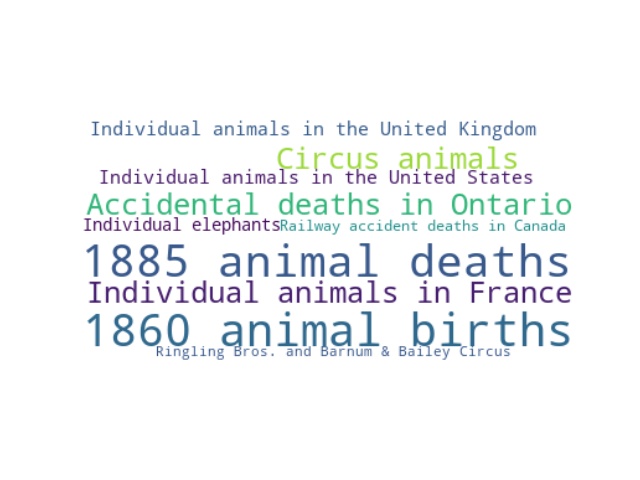 Individual animals in the United Kingdom
Circus animals
Individual animals in the United States
Accidental deaths in Ontario
Individual elephants
Railway accident deaths in Canada
1885 animal deaths
Individual animals in France
1860 animal births
Ringling Bros. and Barnum & Bailey Circus